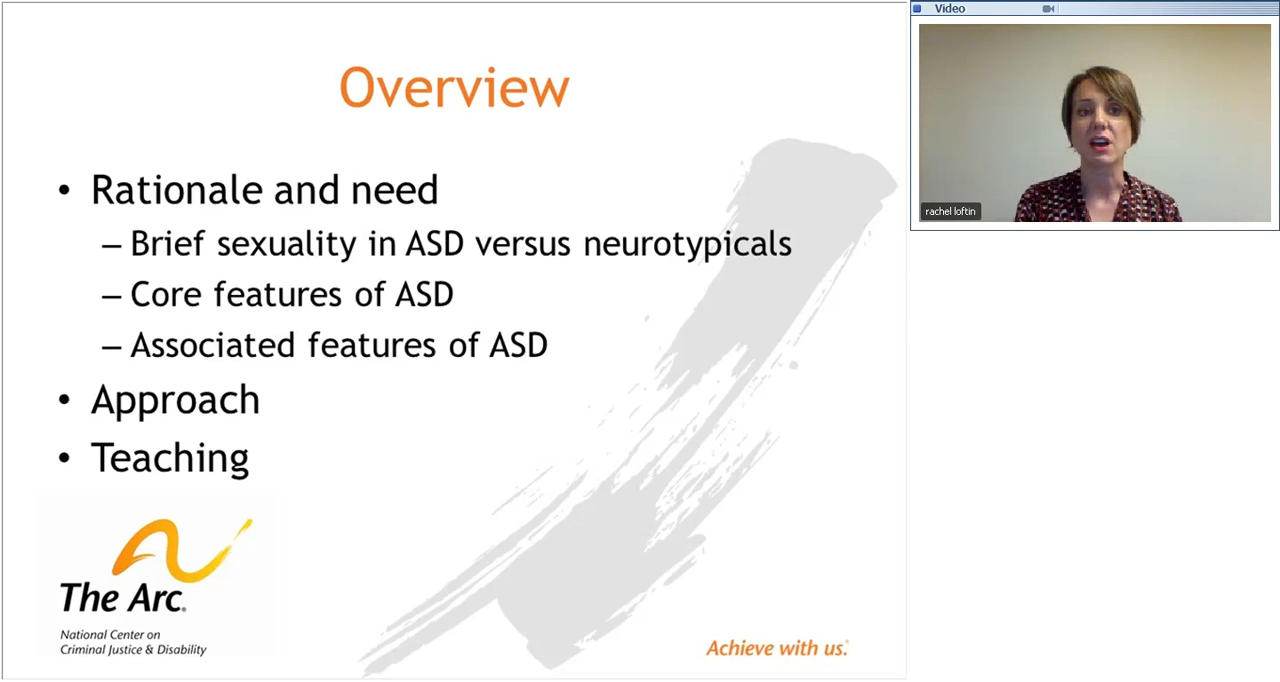 Overview
• Rationale and need
– Brief sexuality in ASD versus neurotypicals
– Core features of ASD
– Associated features of ASD
• Approach
• Teaching
The Arc®
National Center on
Criminal Justice & Disability
Achieve with us.®
Video
rachel loftin